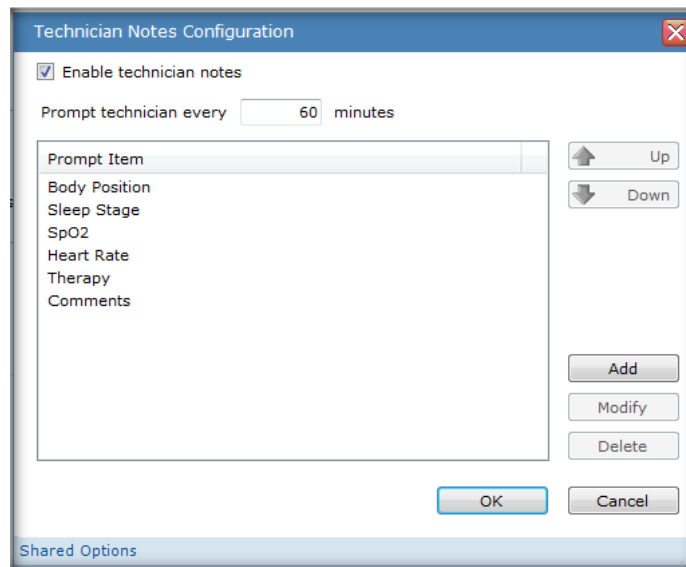 Technician Notes Configuration
Enable technician notes
Prompt technician every 60 minutes
Prompt Item
Body Position
Sleep Stage
SpO2
Heart Rate
Therapy
Comments
Up
Down
Add
Modify
Delete
OK Cancel
Shared Options